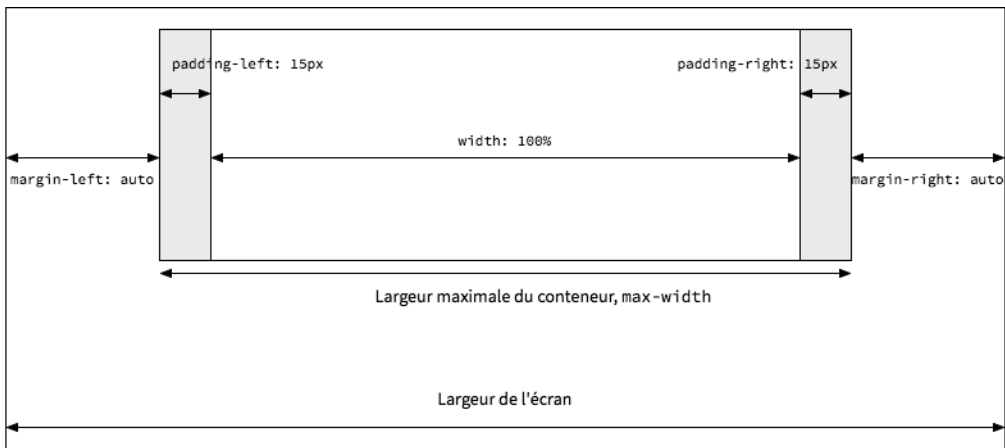 padding-left: 15px
padding-right: 15px
width: 100%
margin-left: auto
margin-right: auto
Largeur maximale du conteneur, max-width
Largeur de l'écran